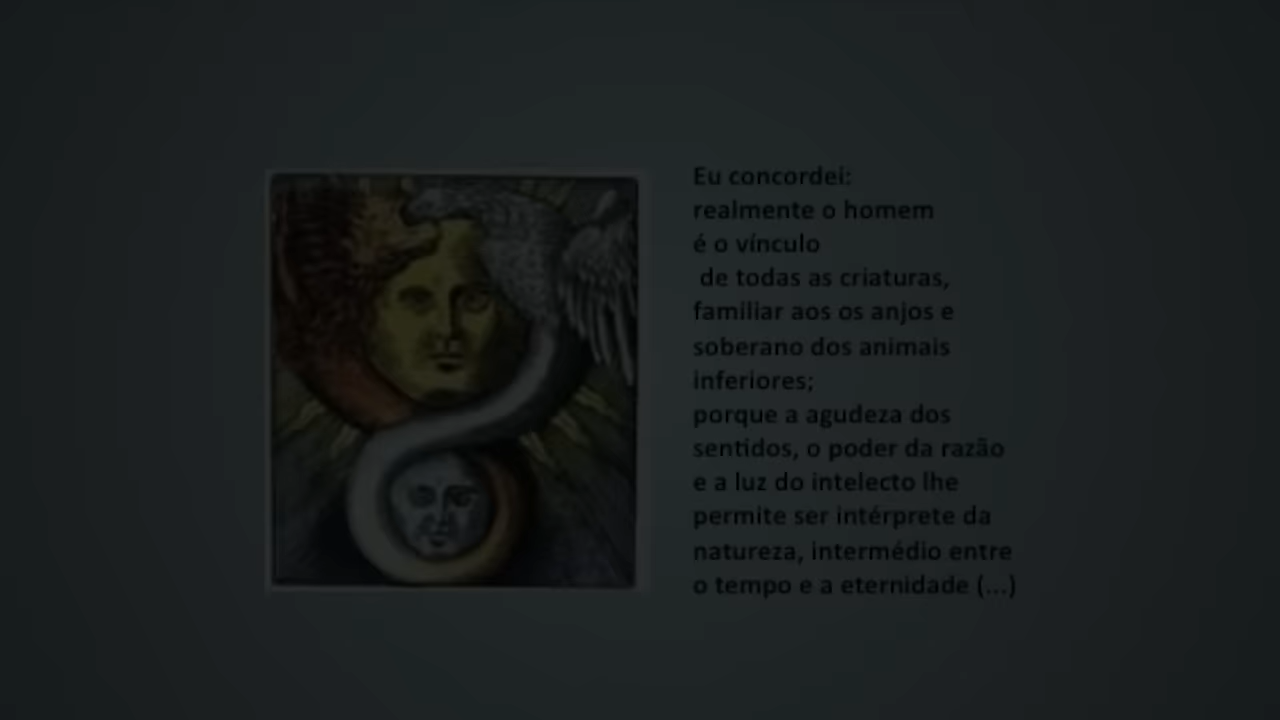 Eu concordei:
realmente o homem
é o vínculo
de todas as criaturas,
familiar aos os anjos e
soberano dos animais
inferiores;
porque a agudeza dos
sentidos, o poder da razão
e a luz do intelecto lhe
permite ser intérprete da
natureza, intermédio entre
o tempo e a eternidade (...)